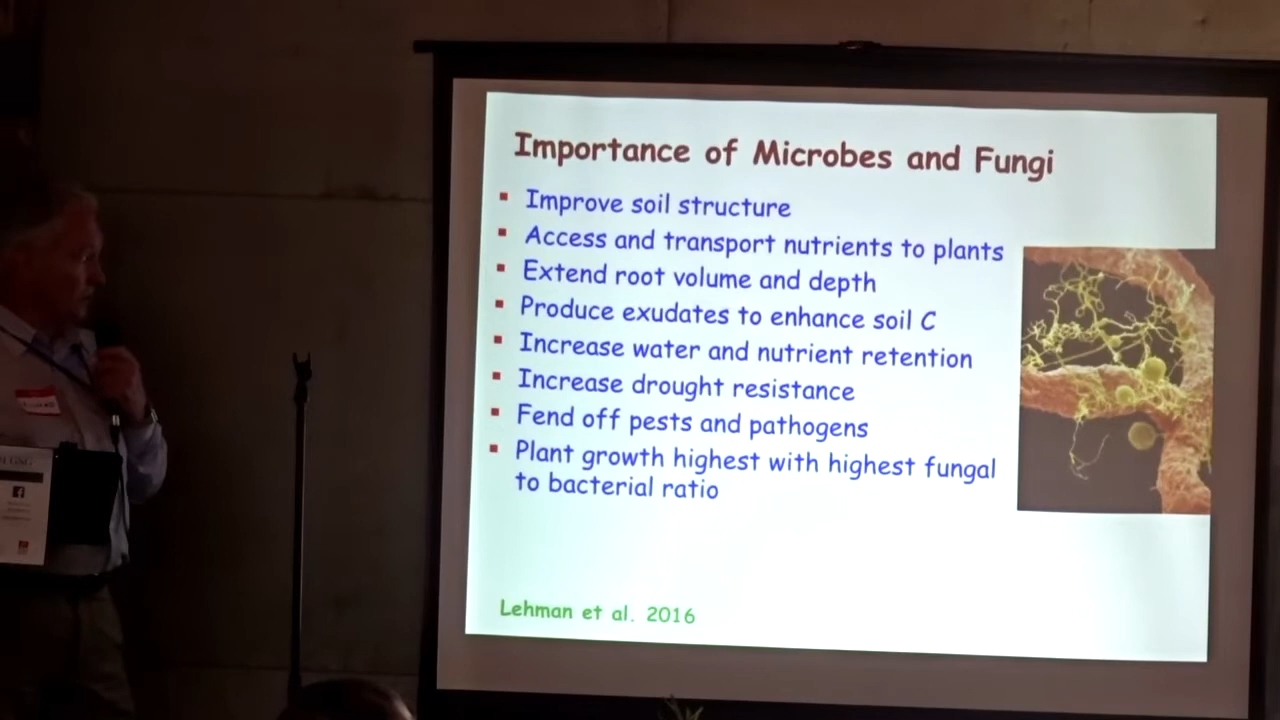 Importance of Microbes and Fungi
Improve soil structure
Access and transport nutrients to plants
Extend root volume and depth
Produce exudates to enhance soil C
Increase water and nutrient retention
Increase drought resistance
Fend off pests and pathogens
Plant growth highest with highest fungal
to bacterial ratio
Lehman et al. 2016